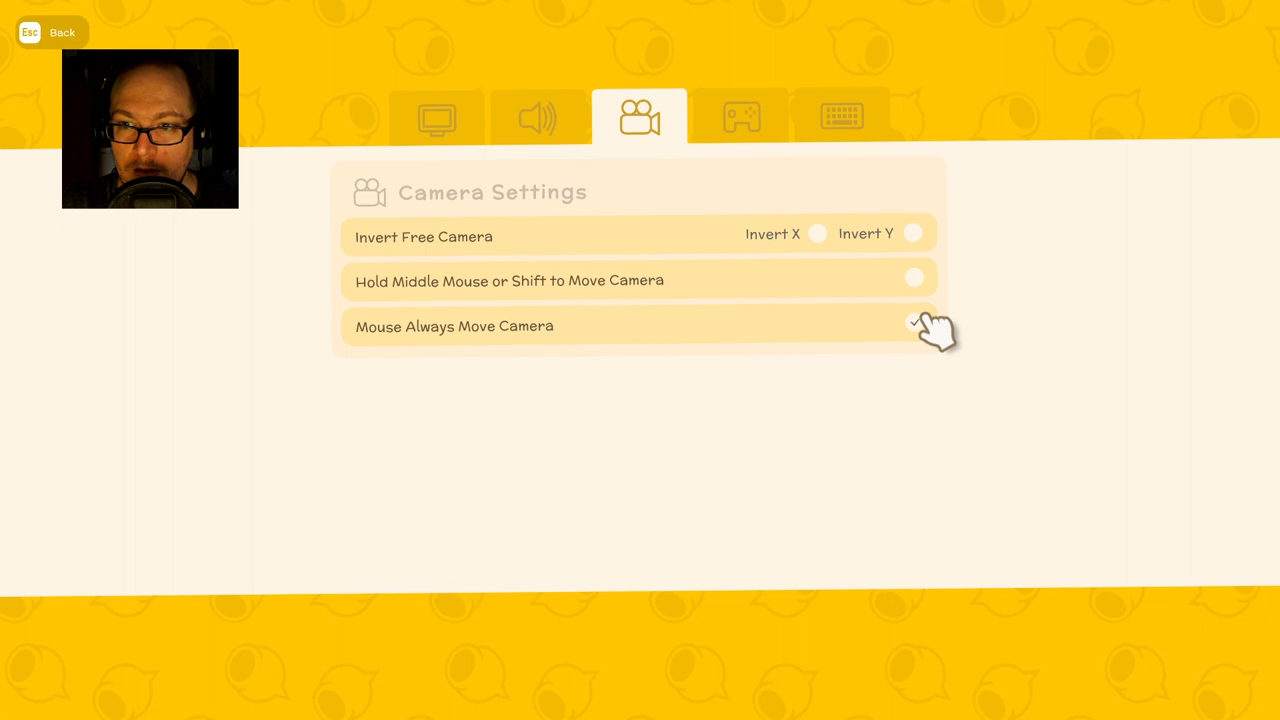 Esc Back
Camera Settings
Invert Free Camera Invert X Invert Y
Hold Middle Mouse or Shift to Move Camera
Mouse Always Move Camera